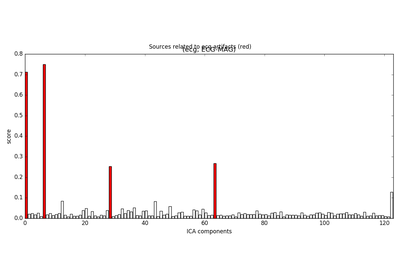 Sources related to ecg artifacts (red)
(ecg, ECG-MAG)
0.8
0.7
0.6
0.5
0.4
0.3
0.2
0.1
0.0
score
0 20 40 60 80 100 120
ICA components